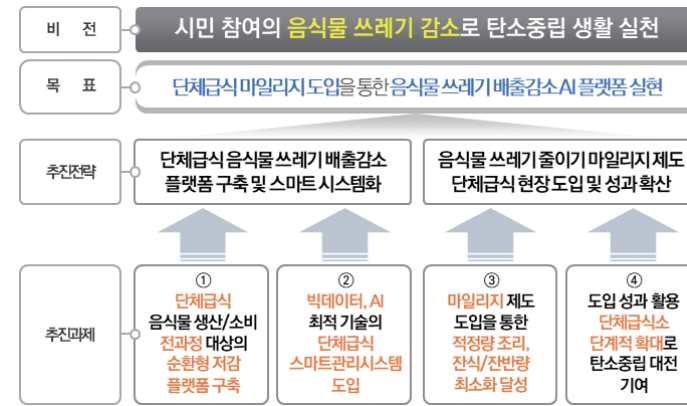 비 전
시민 참여의 음식물 쓰레기 감소로 탄소중립 생활 실천
목 표
단체급식 마일리지 도입을 통한 음식물 쓰레기 배출감소 AI 플랫폼 실현
추진전략
단체급식 음식물 쓰레기 배출감소
플랫폼 구축 및 스마트 시스템화
음식물 쓰레기 줄이기 마일리지 제도
단체급식 현장 도입 및 성과 확산
추진과제
①
단체급식
음식물 생산/소비
전과정 대상의
순환형 저감
플랫폼 구축
②
빅데이터, AI
최적 기술의
단체급식
스마트관리시스템
도입
③
마일리지 제도
도입을 통한
적정량 조리,
잔식/잔반량
최소화 달성
④
도입 성과 활용
단체급식소
단계적 확대로
탄소중립 대전
기여